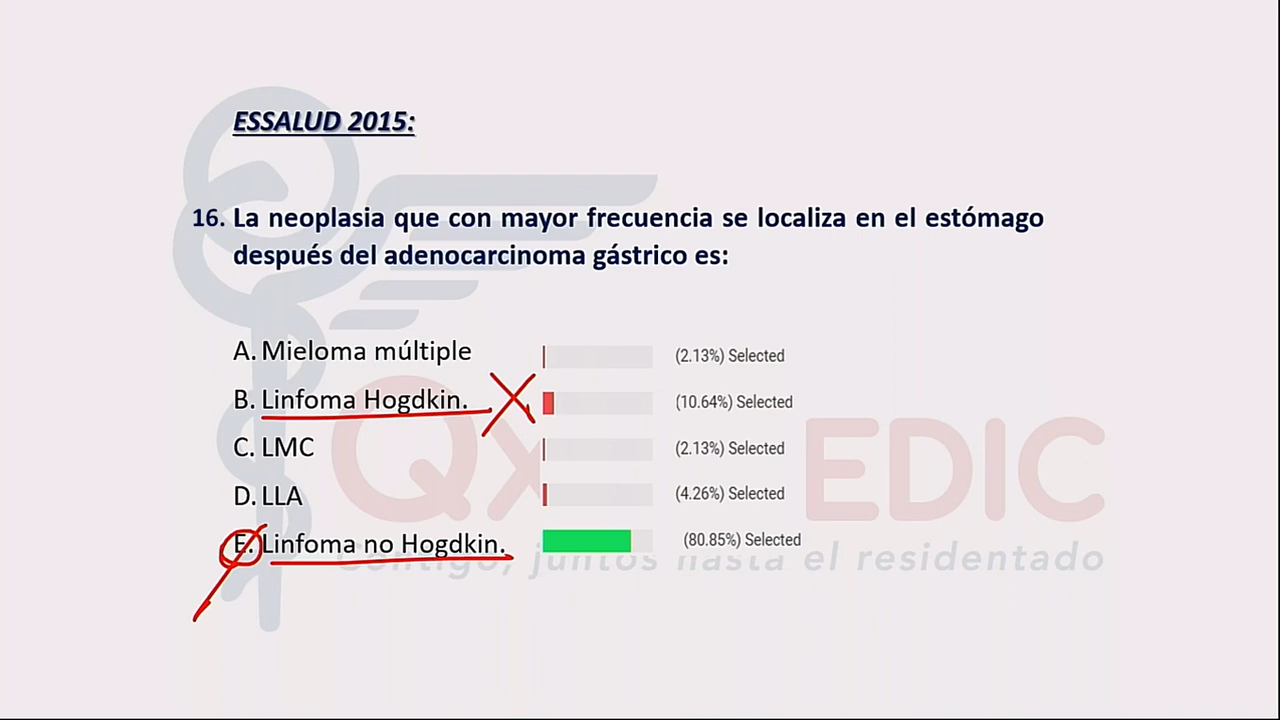 ESSALUD 2015:
16. La neoplasia que con mayor frecuencia se localiza en el estómago
después del adenocarcinoma gástrico es:
A. Mieloma múltiple (2.13%) Selected
B. Linfoma Hogdkin. (10.64%) Selected
C. LMC (2.13%) Selected
D. LLA (4.26%) Selected
E. Linfoma no Hogdkin. (80.85%) Selected
QX EDIC
Contigo, juntos hasta el residentado